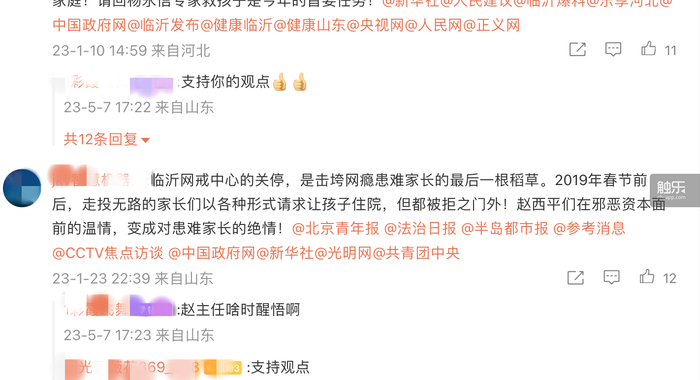 家庭！请回杨永信专家救孩子是今年的首要任务！@新华社@人民建议@临沂爆料@乐享河北@
中国政府网@临沂发布@健康临沂@健康山东@央视网@人民网@正义网
23-1-10 14:59 来自河北
11
:支持你的观点👍👍
23-5-7 17:22 来自山东
共12条回复
临沂网戒中心的关停，是击垮网瘾患难家长的最后一根稻草。2019年春节前
后，走投无路的家长们以各种形式请求让孩子住院，但都被拒之门外！赵西平们在邪恶资本面
前的温情，变成对患难家长的绝情！@北京青年报 @法治日报 @半岛都市报 @参考消息
@CCTV焦点访谈 @中国政府网@新华社@光明网@共青团中央
触乐
23-1-23 22:39 来自山东
12
:赵主任啥时醒悟啊
23-5-7 17:23 来自山东
:支持观点